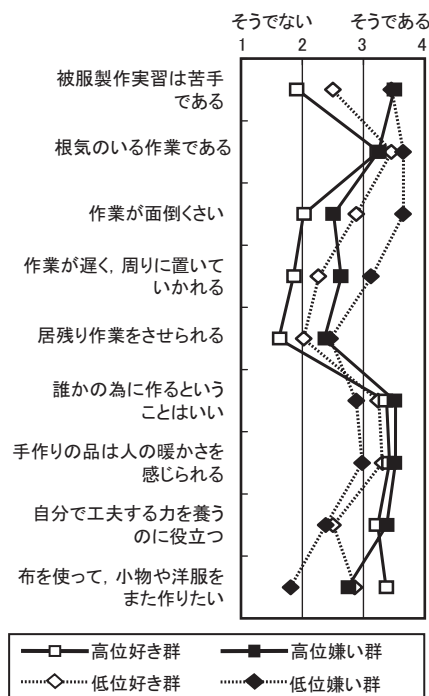 そうでない そうである
1 2 3 4
被服製作実習は苦手
である
根気のいる作業である
作業が面倒くさい
作業が遅く，周りに置いて
いかれる
居残り作業をさせられる
誰かの為に作るという
ことはいい
手作りの品は人の暖かさを
感じられる
自分で工夫する力を養う
のに役立つ
布を使って，小物や洋服を
また作りたい
高位好き群 高位嫌い群
低位好き群 低位嫌い群